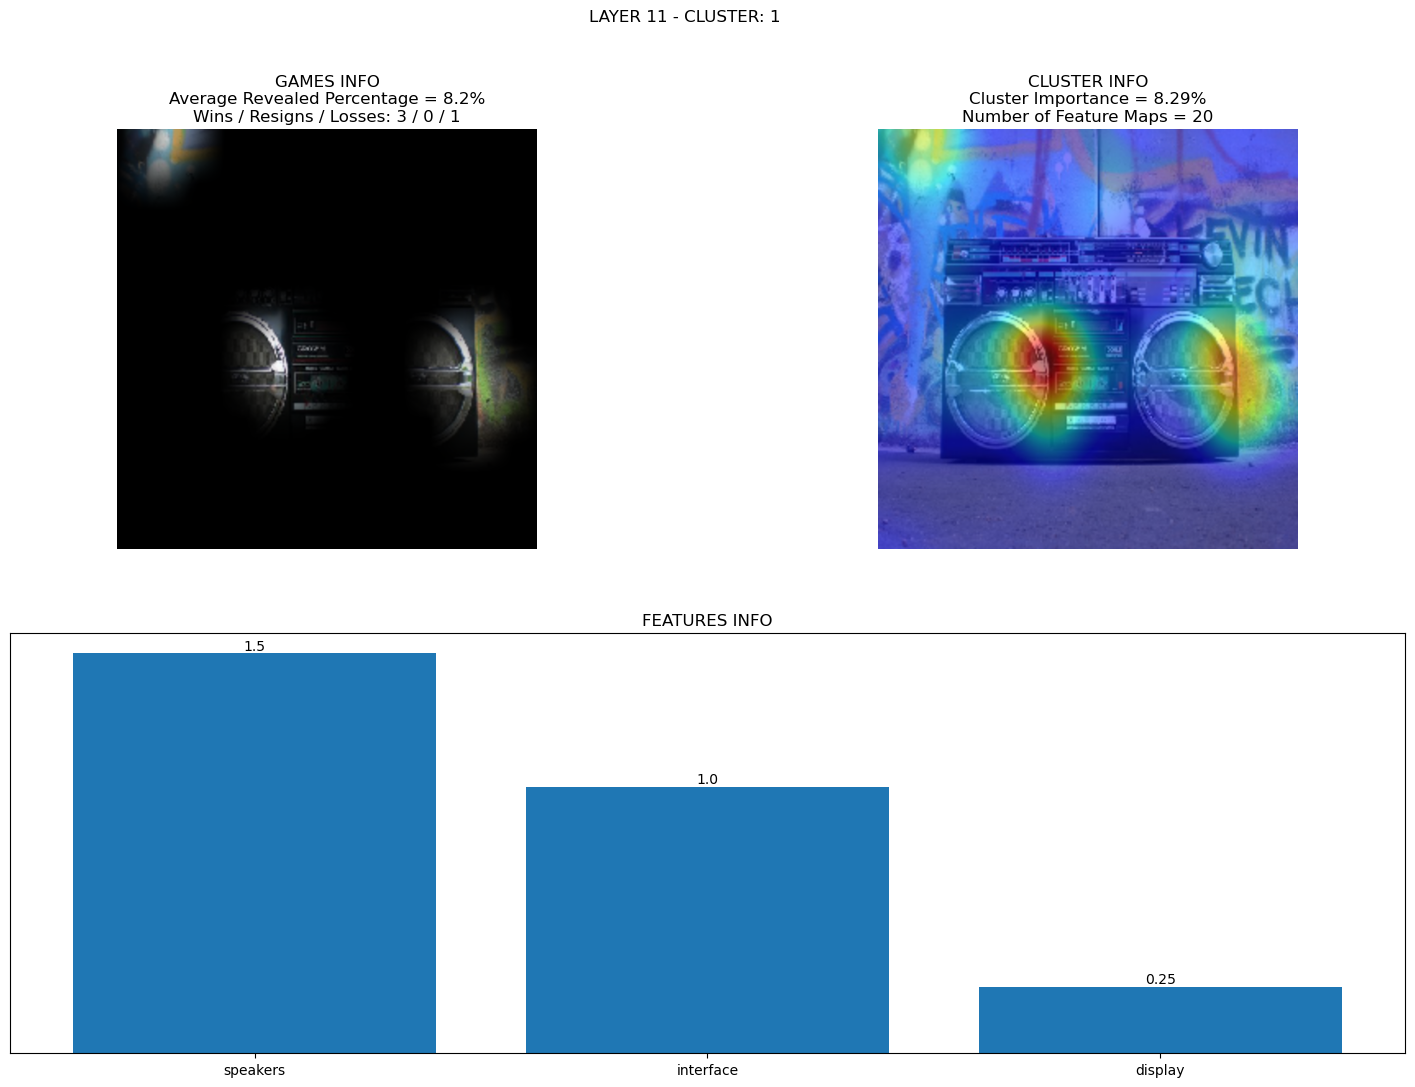 LAYER 11 - CLUSTER: 1
GAMES INFO
Average Revealed Percentage = 8.2%
Wins / Resigns / Losses: 3 / 0 / 1
CLUSTER INFO
Cluster Importance = 8.29%
Number of Feature Maps = 20
EVIN
ECH
FEATURES INFO
1.5
1.0
0.25
speakers
interface
display